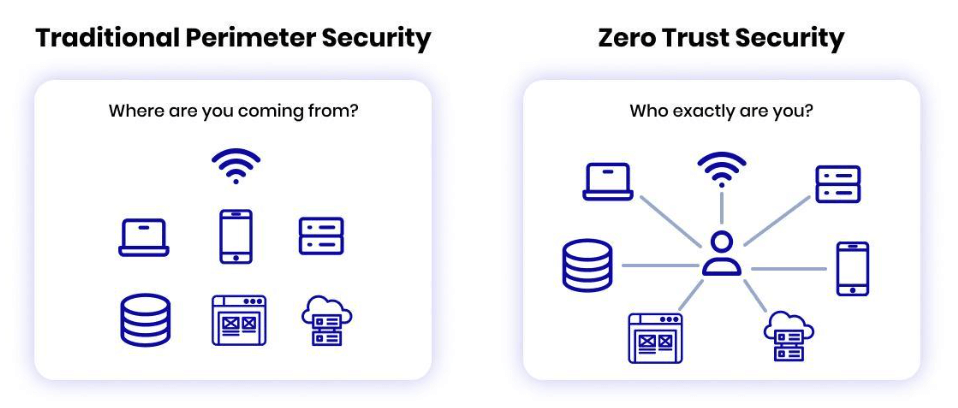 Traditional Perimeter Security
Zero Trust Security
Where are you coming from?
Who exactly are you?